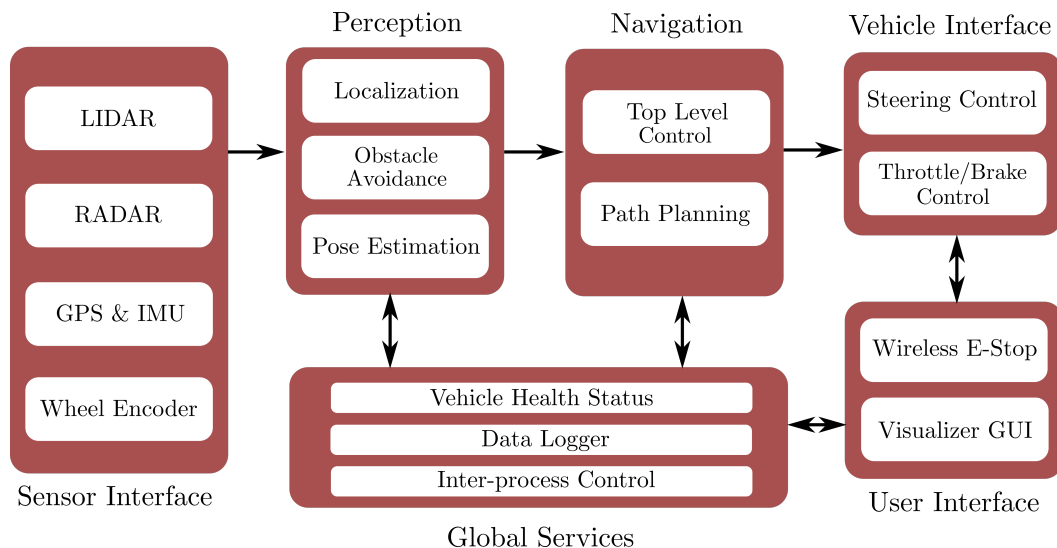 LIDAR
RADAR
GPS & IMU
Wheel Encoder
Sensor Interface
Perception
Localization
Obstacle
Avoidance
Pose Estimation
Navigation
Top Level
Control
Path Planning
Vehicle Interface
Steering Control
Throttle/Brake
Control
Vehicle Health Status
Data Logger
Inter-process Control
Global Services
Wireless E-Stop
Visualizer GUI
User Interface